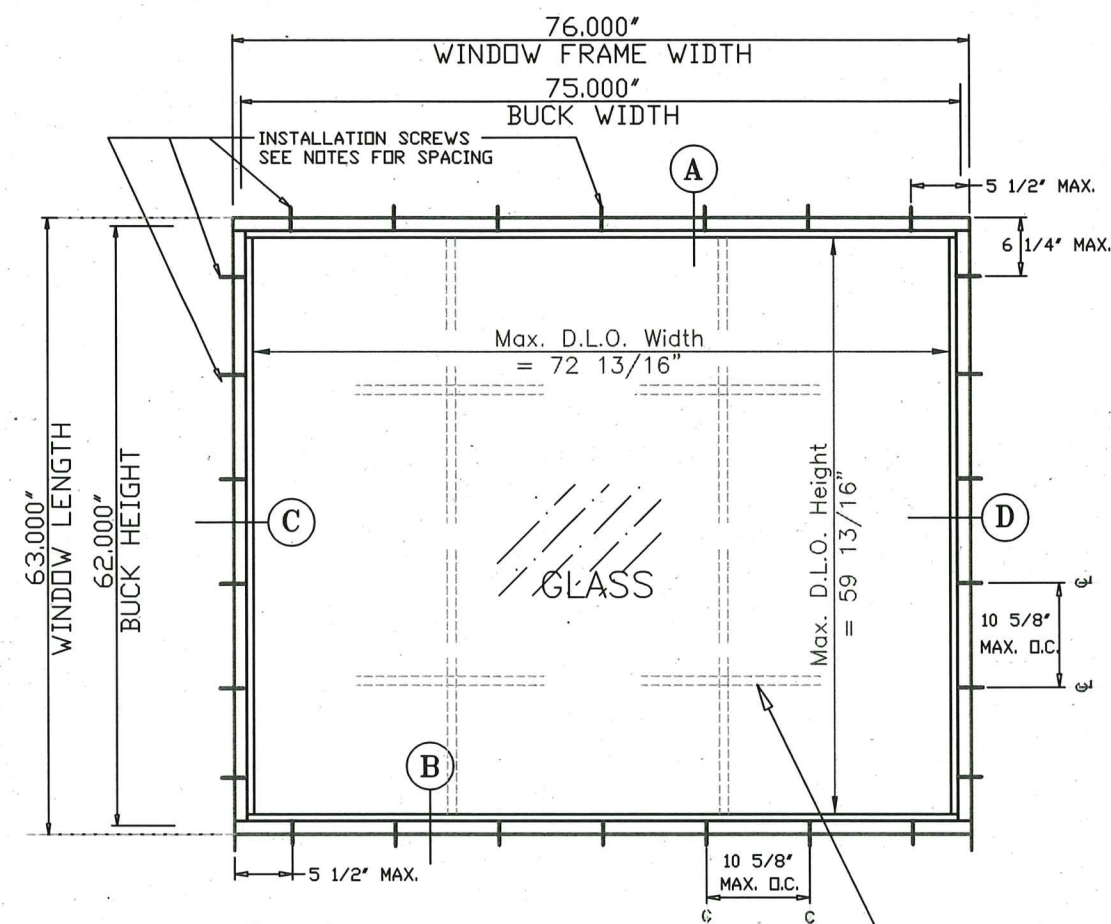 76.000"
WINDOW FRAME WIDTH
75.000"
BUCK WIDTH
INSTALLATION SCREWS
SEE NOTES FOR SPACING
A
5 1/2" MAX.
6 1/4" MAX.
Max. D.L.O. Width
= 72 13/16"
63.000"
WINDOW LENGTH
62.000"
BUCK HEIGHT
Max. D.L.O. Height
= 59 13/16"
C
D
GLASS
℄
10 5/8"
MAX. O.C.
℄
B
5 1/2" MAX.
10 5/8"
MAX. O.C.